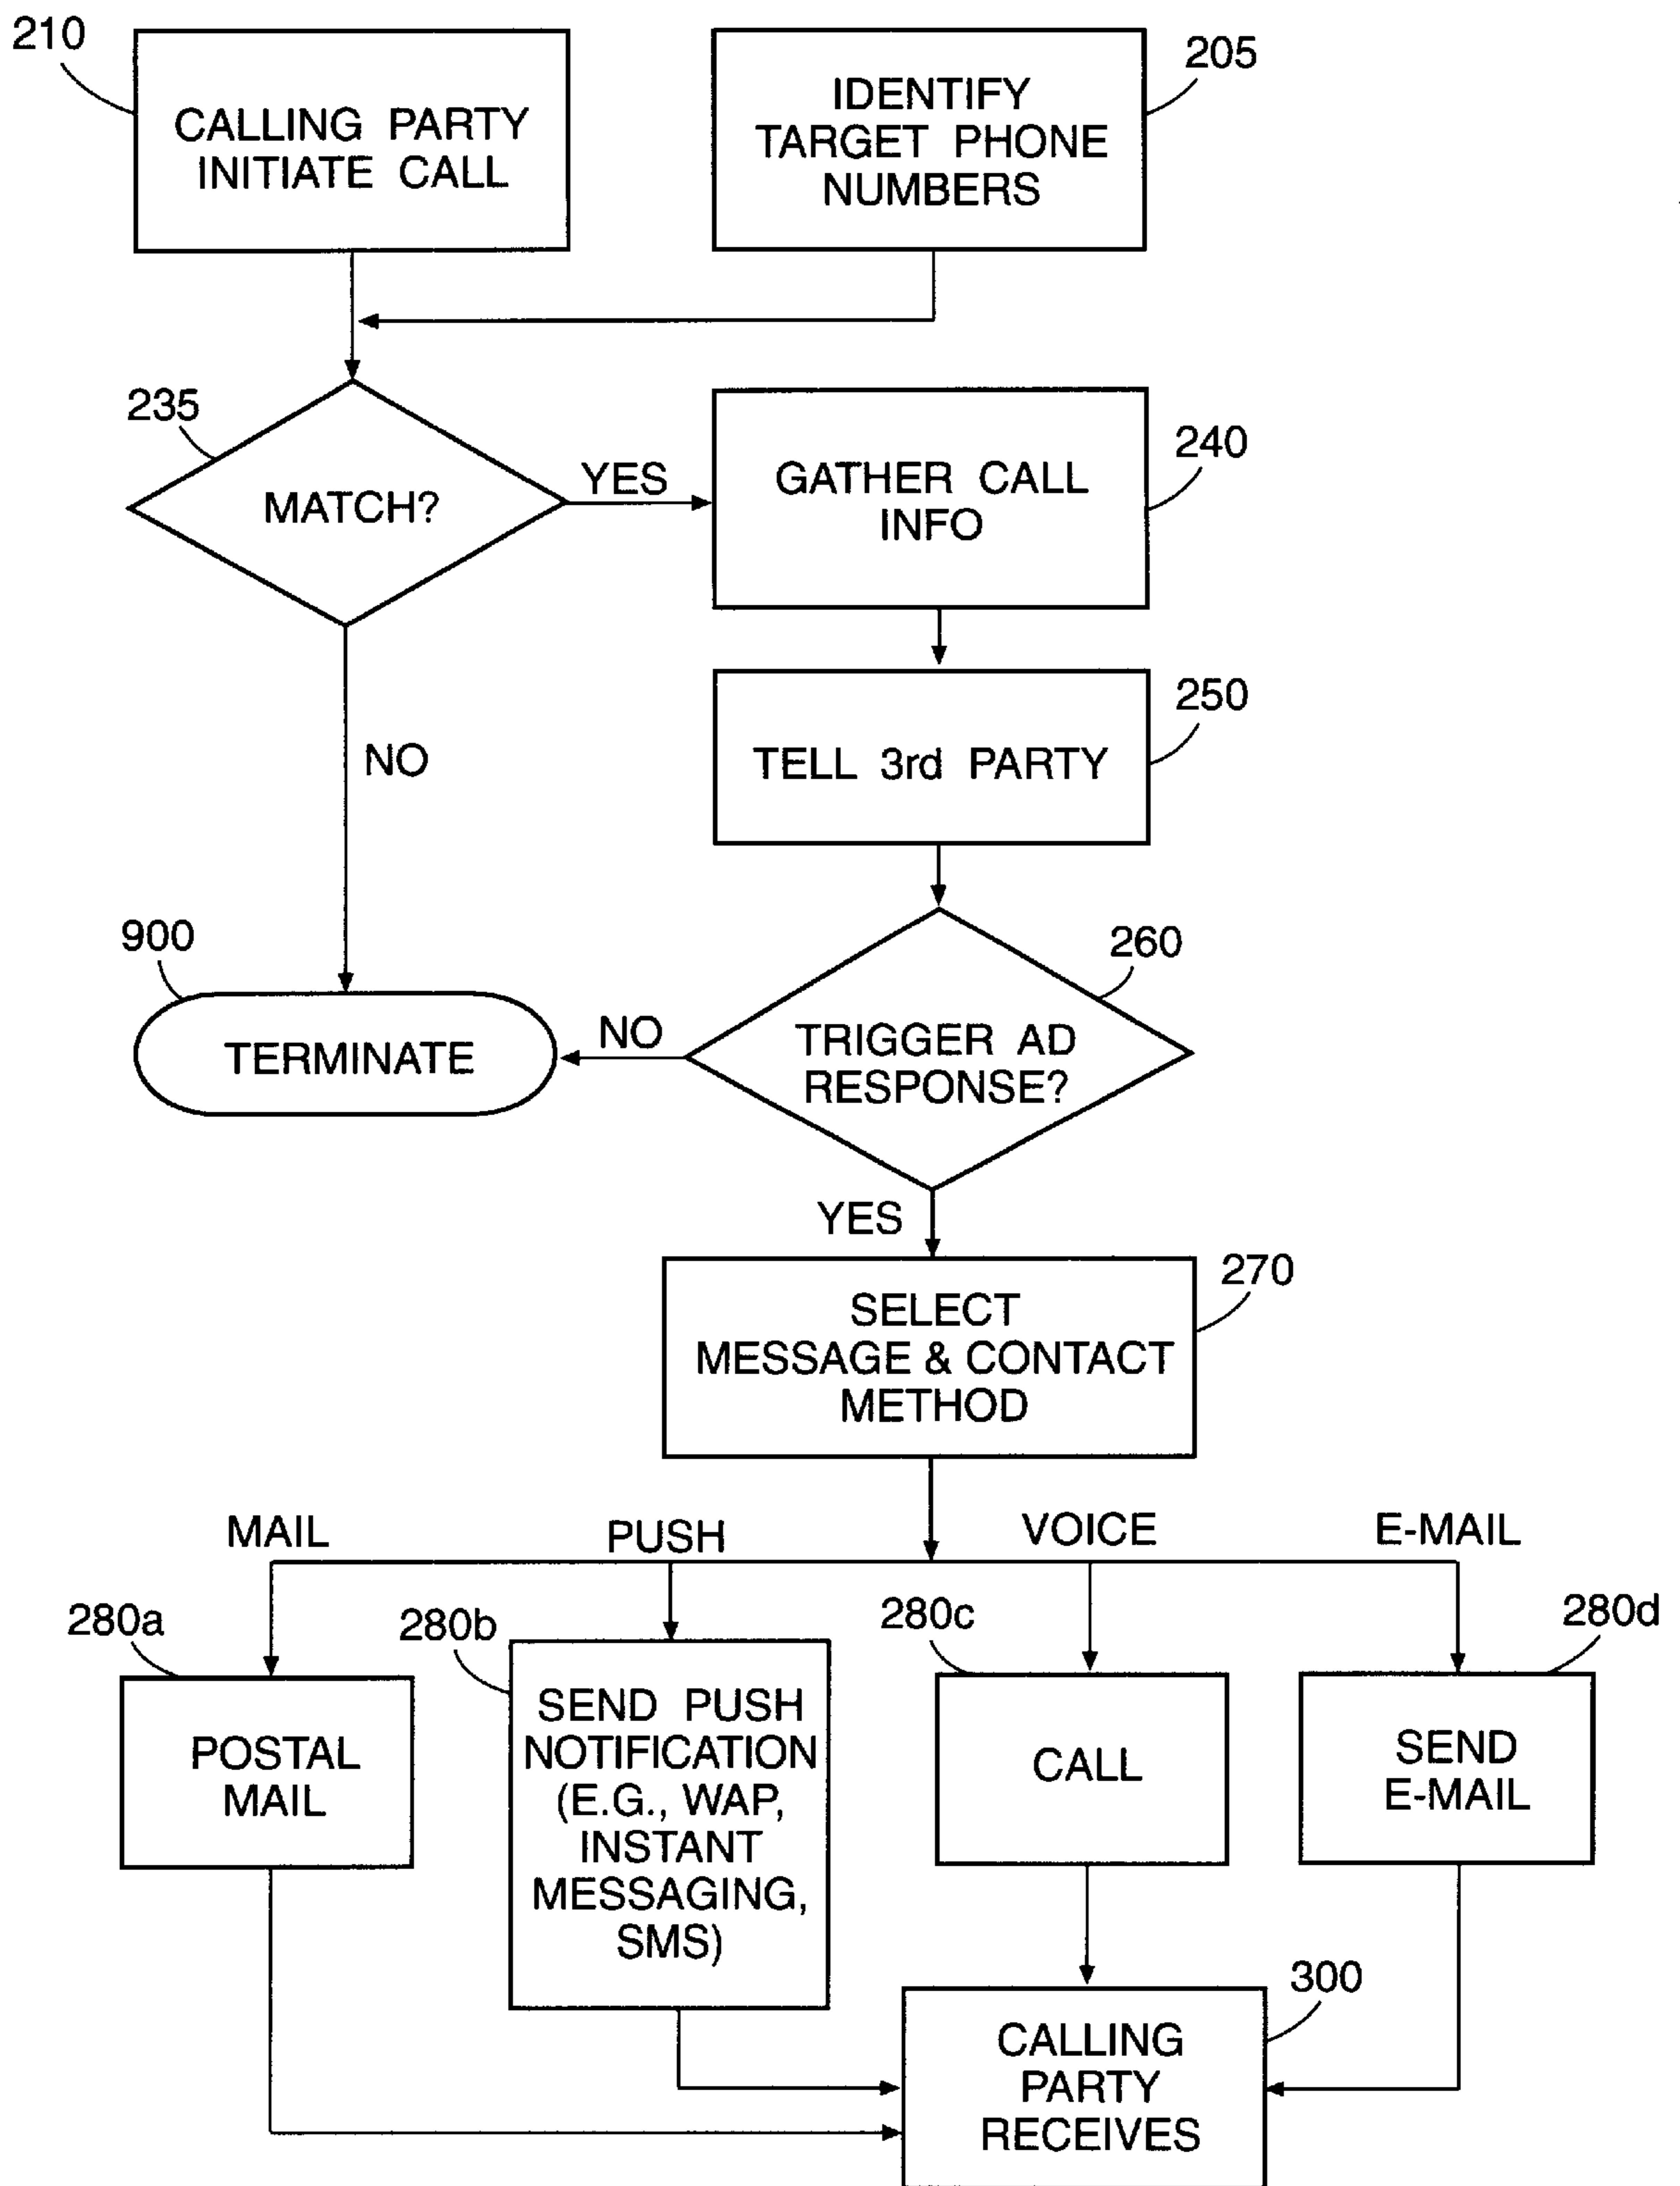 210
CALLING PARTY
INITIATE CALL
205
IDENTIFY
TARGET PHONE
NUMBERS
235
MATCH?
YES
240
GATHER CALL
INFO
NO
250
TELL 3rd PARTY
900
TERMINATE
NO
260
TRIGGER AD
RESPONSE?
YES
270
SELECT
MESSAGE & CONTACT
METHOD
MAIL
PUSH
VOICE
E-MAIL
280a
POSTAL
MAIL
280b
SEND PUSH
NOTIFICATION
(E.G., WAP,
INSTANT
MESSAGING,
SMS)
280c
CALL
280d
SEND
E-MAIL
300
CALLING
PARTY
RECEIVES